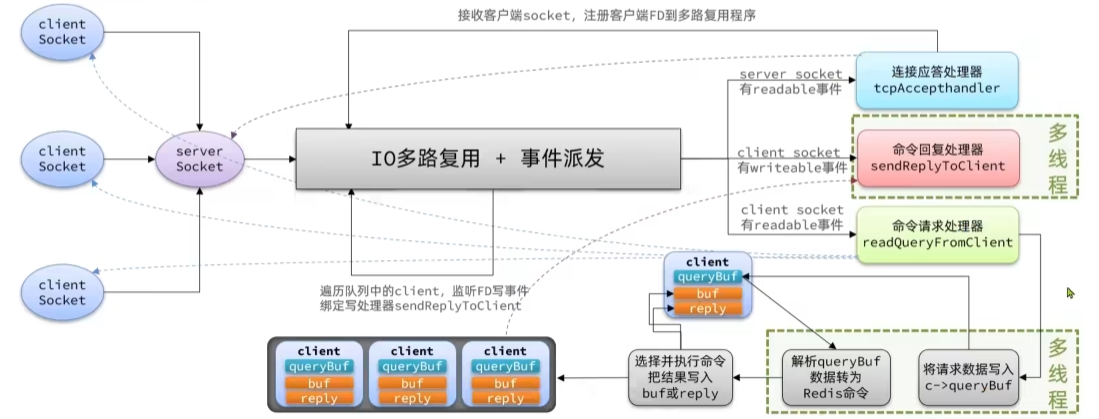 接收客户端socket，注册客户端FD到多路复用程序
client
Socket
client
Socket
client
Socket
server
Socket
IO多路复用 + 事件派发
server socket
有readable事件
client socket
有writeable事件
client socket
有readable事件
连接应答处理器
tcpAccepthandler
命令回复处理器
sendReplyToClient
多
线
程
命令请求处理器
readQueryFromClient
遍历队列中的client，监听FD写事件
绑定写处理器sendReplyToClient
client
queryBuf
buf
reply
client
queryBuf
buf
reply
client
queryBuf
buf
reply
client
queryBuf
buf
reply
选择并执行命令
把结果写入
buf或reply
解析queryBuf
数据转为
Redis命令
将请求数据写入
c->queryBuf
多
线
程